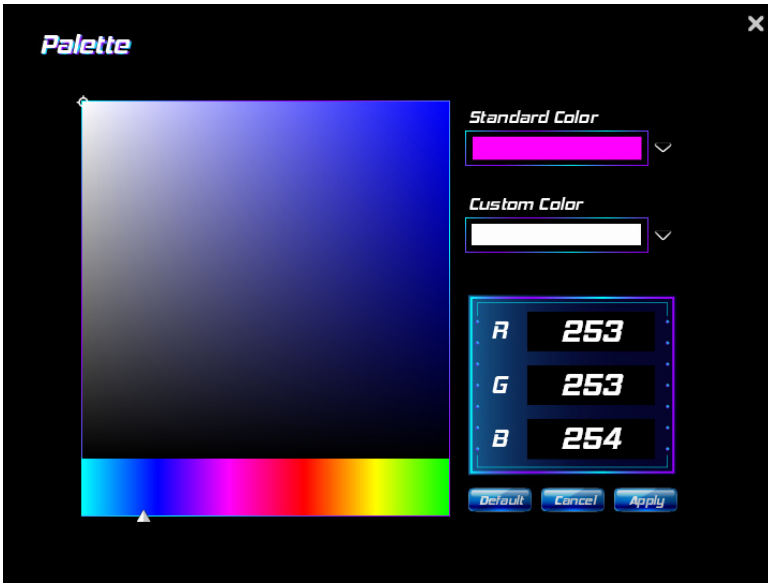 Palette
Standard Color
Custom Color
R 253
G 253
B 254
Default Cancel Apply